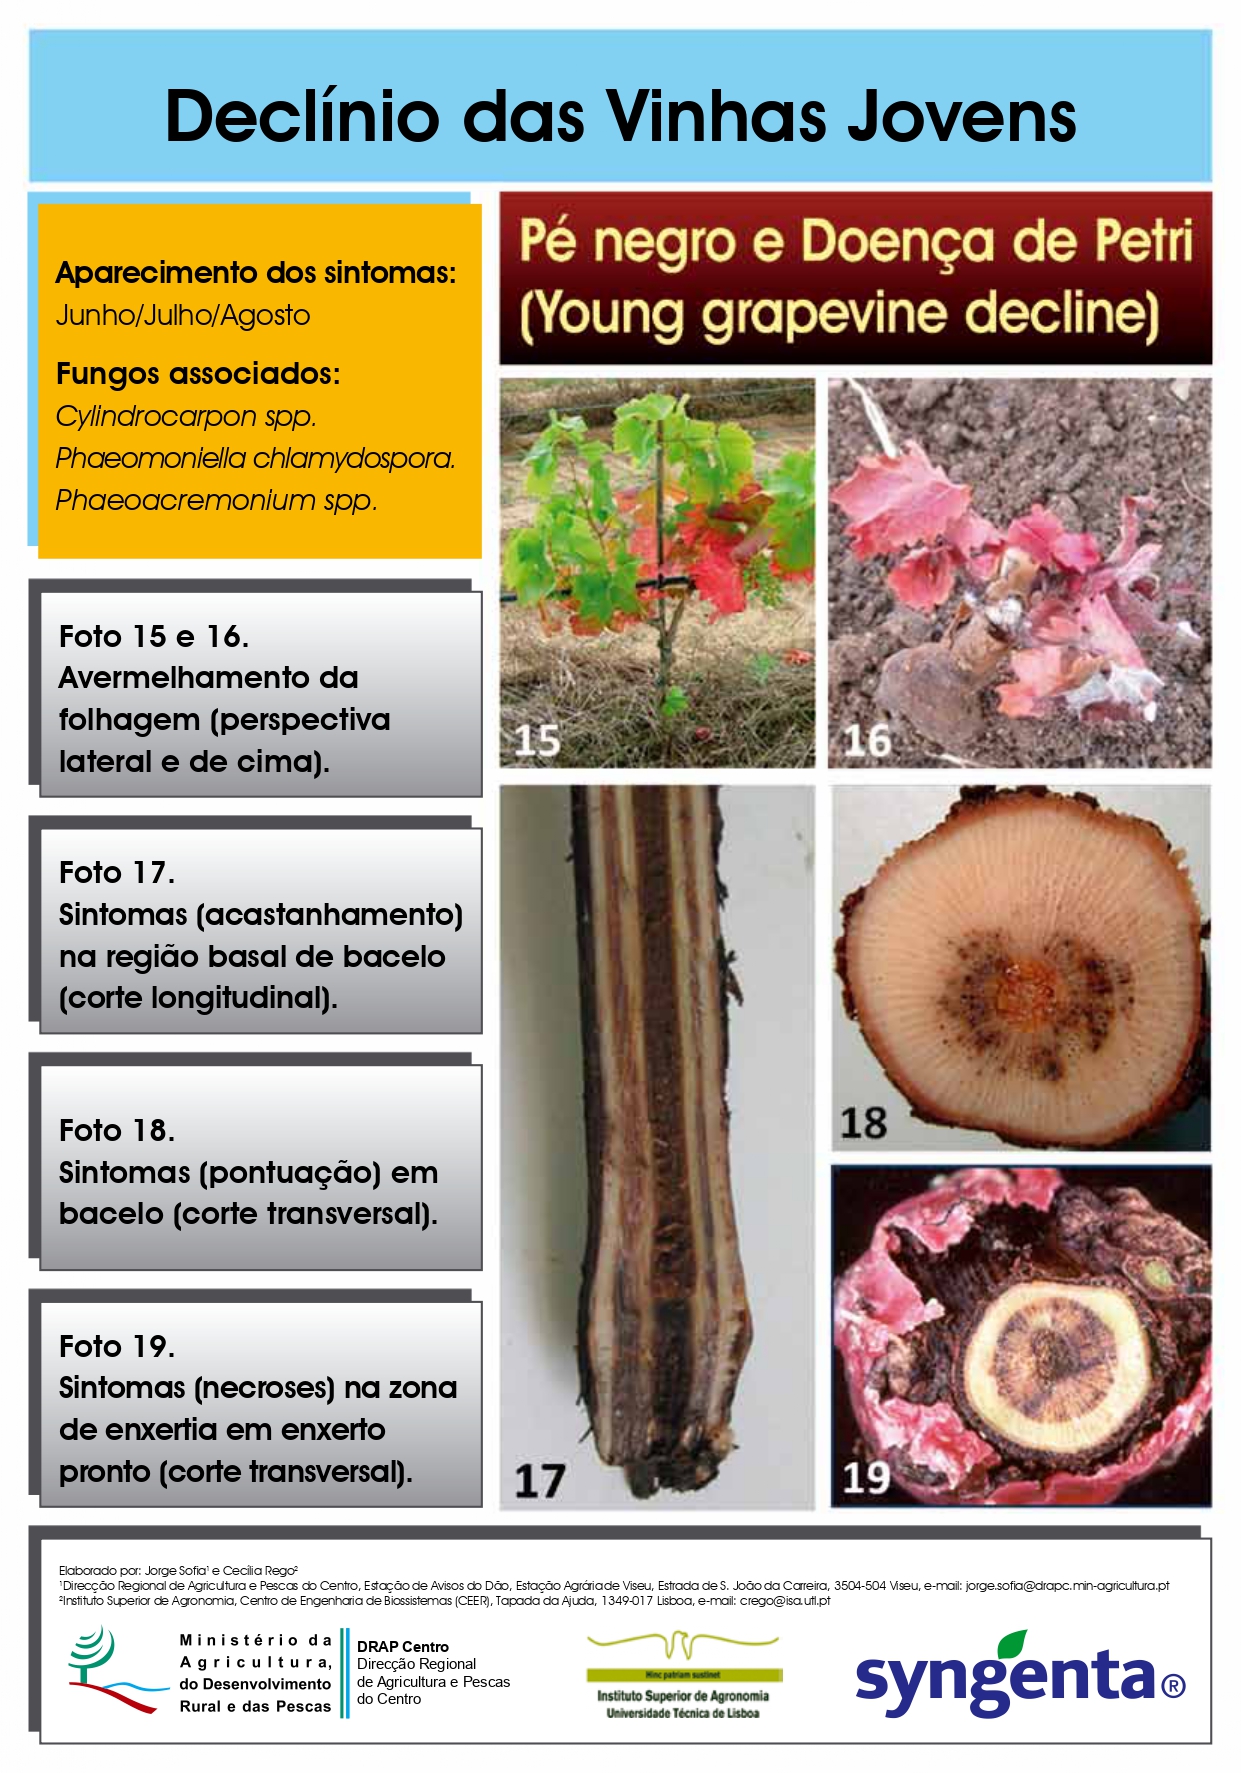 Declínio das Vinhas Jovens
Aparecimento dos sintomas:
Junho/Julho/Agosto
Fungos associados:
Cylindrocarpon spp.
Phaeomoniella chlamydospora.
Phaeoacremonium spp.
Pé negro e Doença de Petri
(Young grapevine decline)
15
16
Foto 15 e 16.
Avermelhamento da
folhagem (perspectiva
lateral e de cima).
Foto 17.
Sintomas (acastanhamento)
na região basal de bacelo
(corte longitudinal).
Foto 18.
Sintomas (pontuação) em
bacelo (corte transversal).
Foto 19.
Sintomas (necroses) na zona
de enxertia em enxerto
pronto (corte transversal).
17
18
19
Elaborado por: Jorge Sofia¹ e Cecília Rego²
¹Direcção Regional de Agricultura e Pescas do Centro, Estação de Avisos do Dão, Estação Agrária de Viseu, Estrada de S. João da Carreira, 3504-504 Viseu, e-mail: jorge.sofia@drapc.min-agricultura.pt
²Instituto Superior de Agronomia, Centro de Engenharia de Biossistemas (CEER), Tapada da Ajuda, 1349-017 Lisboa, e-mail: crego@isa.utl.pt
Ministério da
Agricultura,
do Desenvolvimento
Rural e das Pescas
DRAP Centro
Direcção Regional
de Agricultura e Pescas
do Centro
Hinc patriam sustinet
Instituto Superior de Agronomia
Universidade Técnica de Lisboa
syngenta®